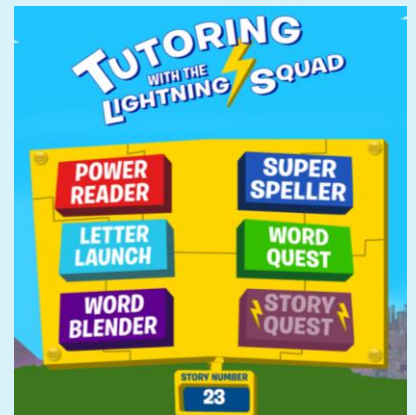 TUTORING
WITH THE
LIGHTNING SQUAD
POWER
READER
SUPER
SPELLER
LETTER
LAUNCH
WORD
QUEST
WORD
BLENDER
STORY
QUEST
STORY NUMBER
23